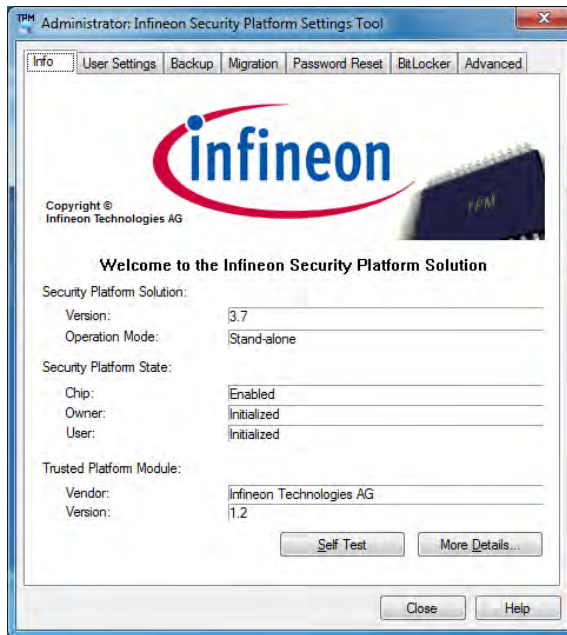 TPM Administrator: Infineon Security Platform Settings Tool
Info User Settings Backup Migration Password Reset BitLocker Advanced
infineon
TPM
Copyright ©
Infineon Technologies AG
Welcome to the Infineon Security Platform Solution
Security Platform Solution:
Version: 3.7
Operation Mode: Stand-alone
Security Platform State:
Chip: Enabled
Owner: Initialized
User: Initialized
Trusted Platform Module:
Vendor: Infineon Technologies AG
Version: 1.2
Self Test More Details...
Close Help